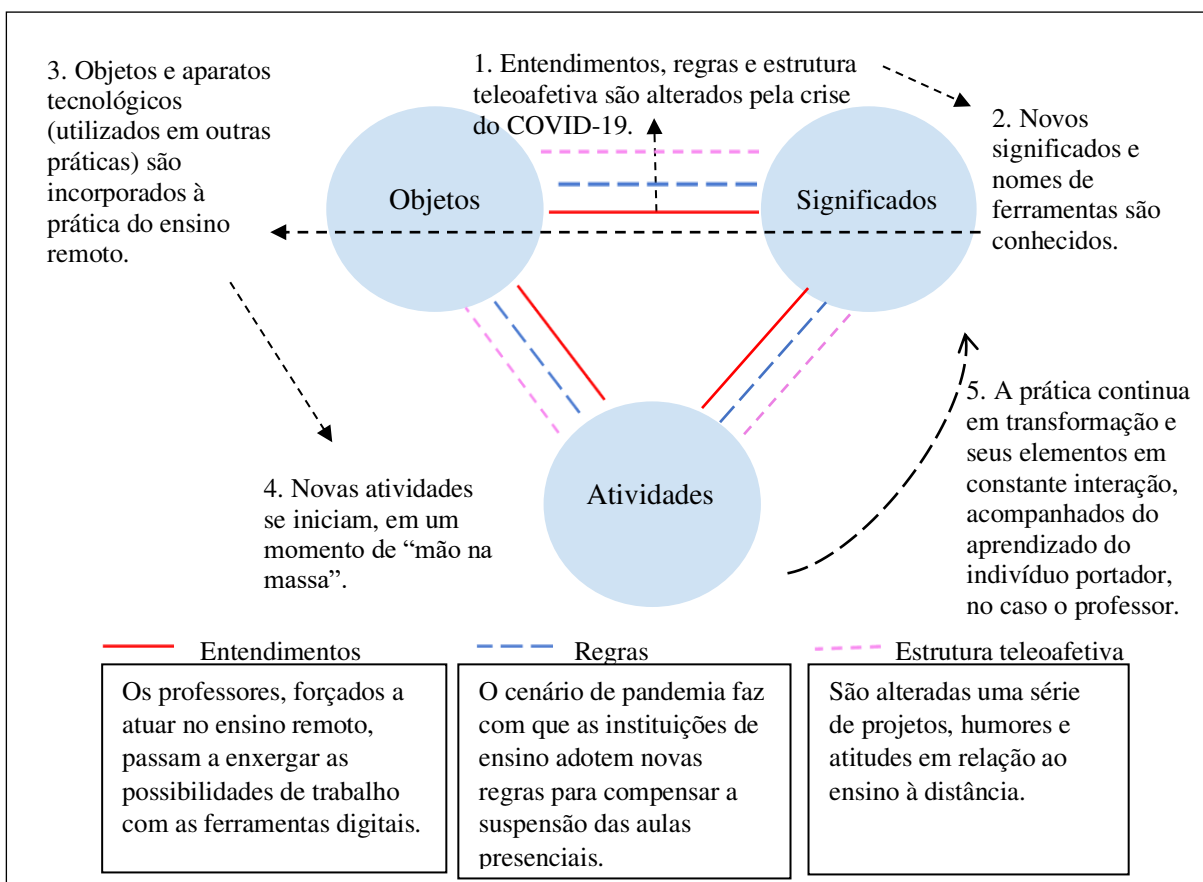 3. Objetos e aparatos
tecnológicos
(utilizados em outras
práticas) são
incorporados à
prática do ensino
remoto.
1. Entendimentos, regras e estrutura
teleoafetiva são alterados pela crise
do COVID-19.
2. Novos
significados e
nomes de
ferramentas são
conhecidos.
Objetos
Significados
Atividades
4. Novas atividades
se iniciam, em um
momento de “mão na
massa”.
5. A prática continua
em transformação e
seus elementos em
constante interação,
acompanhados do
aprendizado do
indivíduo portador,
no caso o professor.
Entendimentos
Os professores, forçados a
atuar no ensino remoto,
passam a enxergar as
possibilidades de trabalho
com as ferramentas digitais.
Regras
O cenário de pandemia faz
com que as instituições de
ensino adotem novas
regras para compensar a
suspensão das aulas
presenciais.
Estrutura teleoafetiva
São alteradas uma série
de projetos, humores e
atitudes em relação ao
ensino à distância.